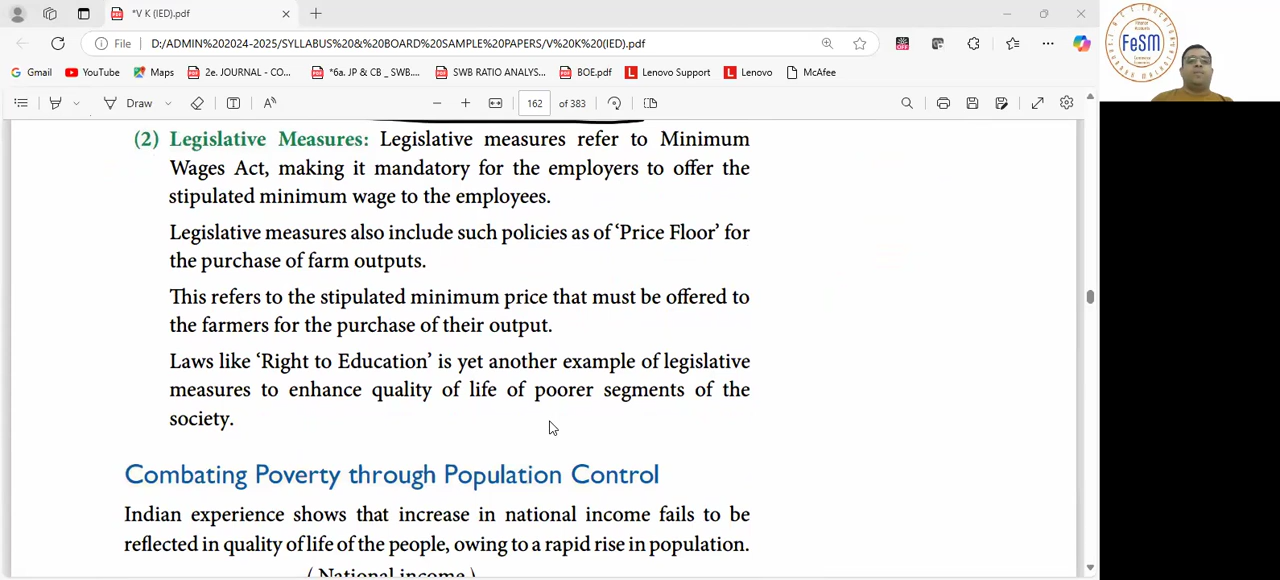 *V K (IED).pdf
File D:/ADMIN%202024-2025/SYLLABUS%20&%20BOARD%20SAMPLE%20PAPERS/V%20K%20(IED).pdf
Gmail YouTube Maps 2e. JOURNAL - CO... *6a. JP & CB _ SWB.... SWB RATIO ANALYS... BOE.pdf Lenovo Support Lenovo McAfee
Draw 162 of 383
(2) Legislative Measures: Legislative measures refer to Minimum
Wages Act, making it mandatory for the employers to offer the
stipulated minimum wage to the employees.
Legislative measures also include such policies as of ‘Price Floor’ for
the purchase of farm outputs.
This refers to the stipulated minimum price that must be offered to
the farmers for the purchase of their output.
Laws like ‘Right to Education’ is yet another example of legislative
measures to enhance quality of life of poorer segments of the
society.
Combating Poverty through Population Control
Indian experience shows that increase in national income fails to be
reflected in quality of life of the people, owing to a rapid rise in population.
( National income )
FeSM